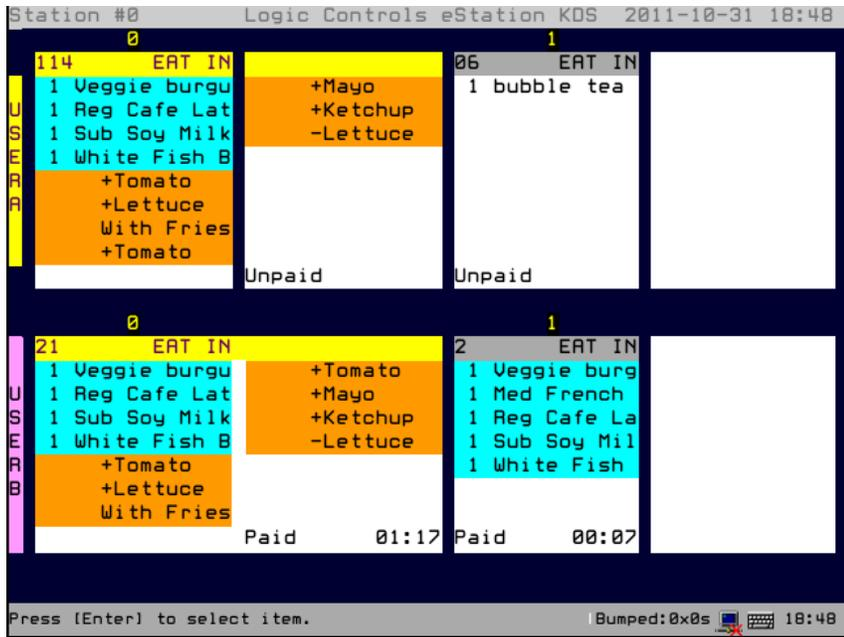 Station #0 Logic Controls eStation KDS 2011-10-31 18:48
0 1
114 EAT IN
1 Veggie burgu
1 Reg Cafe Lat
1 Sub Soy Milk
1 White Fish B
+Tomato
+Lettuce
With Fries
+Tomato
+Mayo
+Ketchup
-Lettuce
Unpaid
06 EAT IN
1 bubble tea
Unpaid
USER A
0 1
21 EAT IN
1 Veggie burgu
1 Reg Cafe Lat
1 Sub Soy Milk
1 White Fish B
+Tomato
+Lettuce
With Fries
+Tomato
+Mayo
+Ketchup
-Lettuce
Paid 01:17
2 EAT IN
1 Veggie burg
1 Med French
1 Reg Cafe La
1 Sub Soy Mil
1 White Fish
Paid 00:07
USER B
Press [Enter] to select item. Bumped:0x0s 18:48